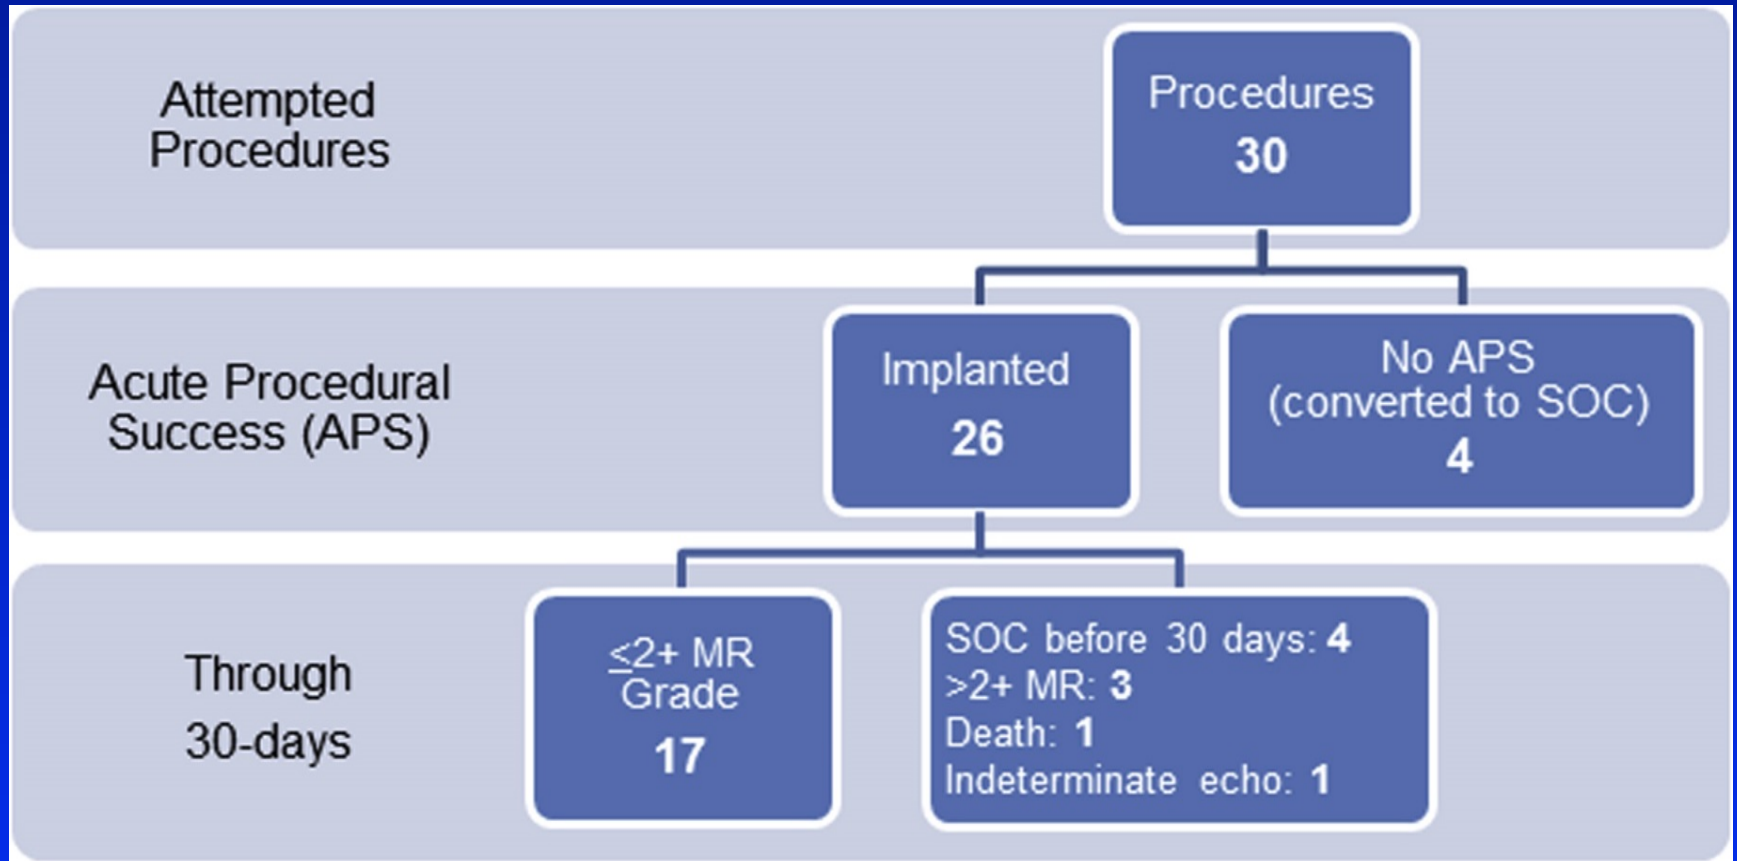 Attempted
Procedures
Procedures
30
Acute Procedural
Success (APS)
Implanted
26
No APS
(converted to SOC)
4
Through
30-days
≤2+ MR
Grade
17
SOC before 30 days: 4
>2+ MR: 3
Death: 1
Indeterminate echo: 1